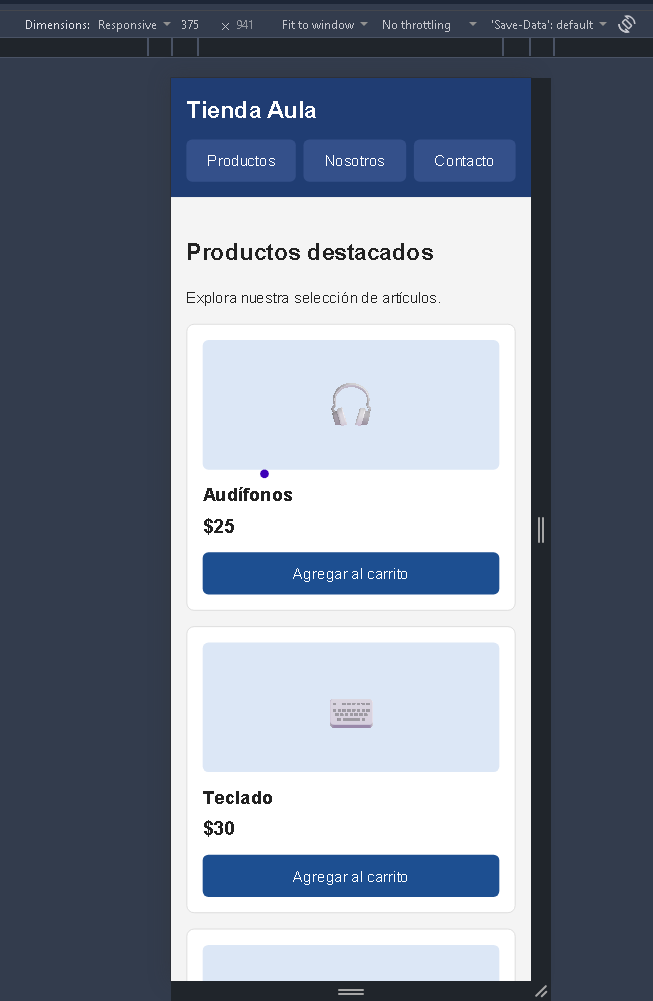 Dimensions: Responsive 375 × 941 Fit to window No throttling 'Save-Data': default
Tienda Aula
Productos Nosotros Contacto
Productos destacados
Explora nuestra selección de artículos.
Audífonos
$25
Agregar al carrito
Teclado
$30
Agregar al carrito